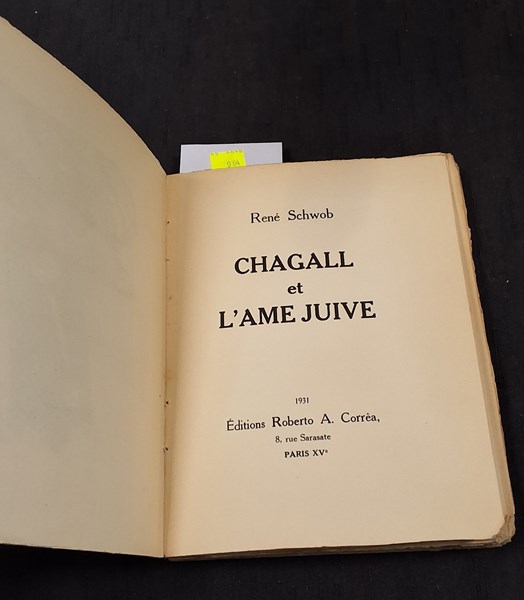 René Schwob
CHAGALL
et
L'AME JUIVE
1931
Éditions Roberto A. Corrêa,
8, rue Sarasate
PARIS XVe